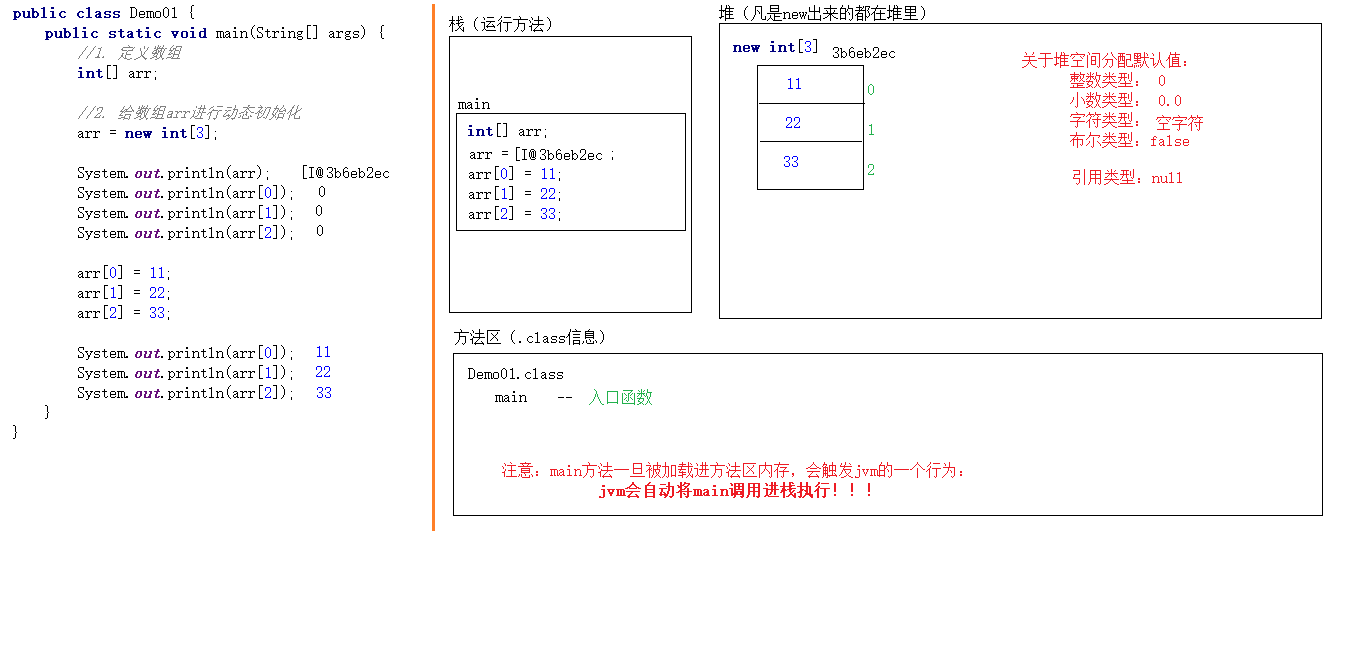 public class Demo01 {
public static void main(String[] args) {
//1. 定义数组
int[] arr;
//2. 给数组arr进行动态初始化
arr = new int[3];
System.out.println(arr); [I@3b6eb2ec
System.out.println(arr[0]); 0
System.out.println(arr[1]); 0
System.out.println(arr[2]); 0
arr[0] = 11;
arr[1] = 22;
arr[2] = 33;
System.out.println(arr[0]); 11
System.out.println(arr[1]); 22
System.out.println(arr[2]); 33
}
}
栈（运行方法）
main
int[] arr;
arr = [I@3b6eb2ec ;
arr[0] = 11;
arr[1] = 22;
arr[2] = 33;
堆（凡是new出来的都在堆里）
new int[3] 3b6eb2ec
11 0
22 1
33 2
关于堆空间分配默认值：
整数类型： 0
小数类型： 0.0
字符类型： 空字符
布尔类型：false
引用类型：null
方法区（.class信息）
Demo01.class
main -- 入口函数
注意：main方法一旦被加载进方法区内存，会触发jvm的一个行为：
jvm会自动将main调用进栈执行！！！